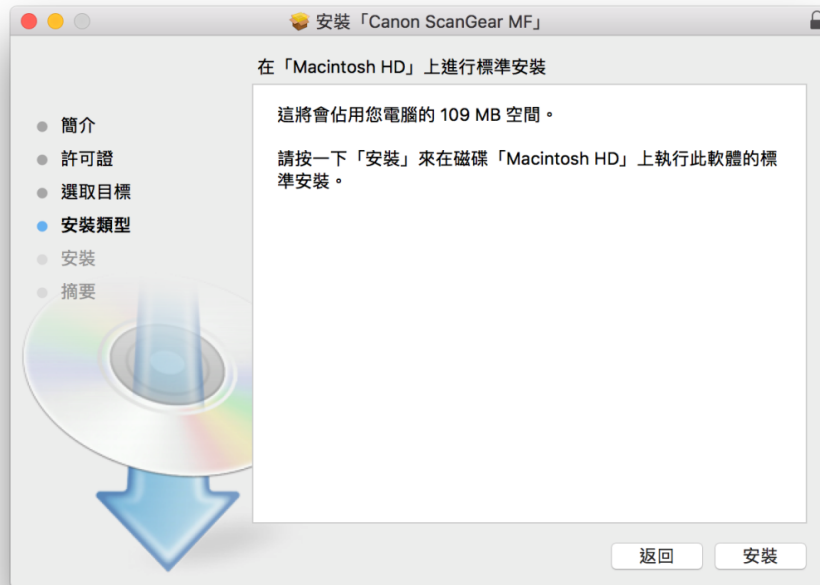 安裝「Canon ScanGear MF」
在「Macintosh HD」上進行標準安裝
簡介
許可證
選取目標
安裝類型
安裝
摘要
這將會佔用您電腦的 109 MB 空間。
請按一下「安裝」來在磁碟「Macintosh HD」上執行此軟體的標
準安裝。
返回
安裝